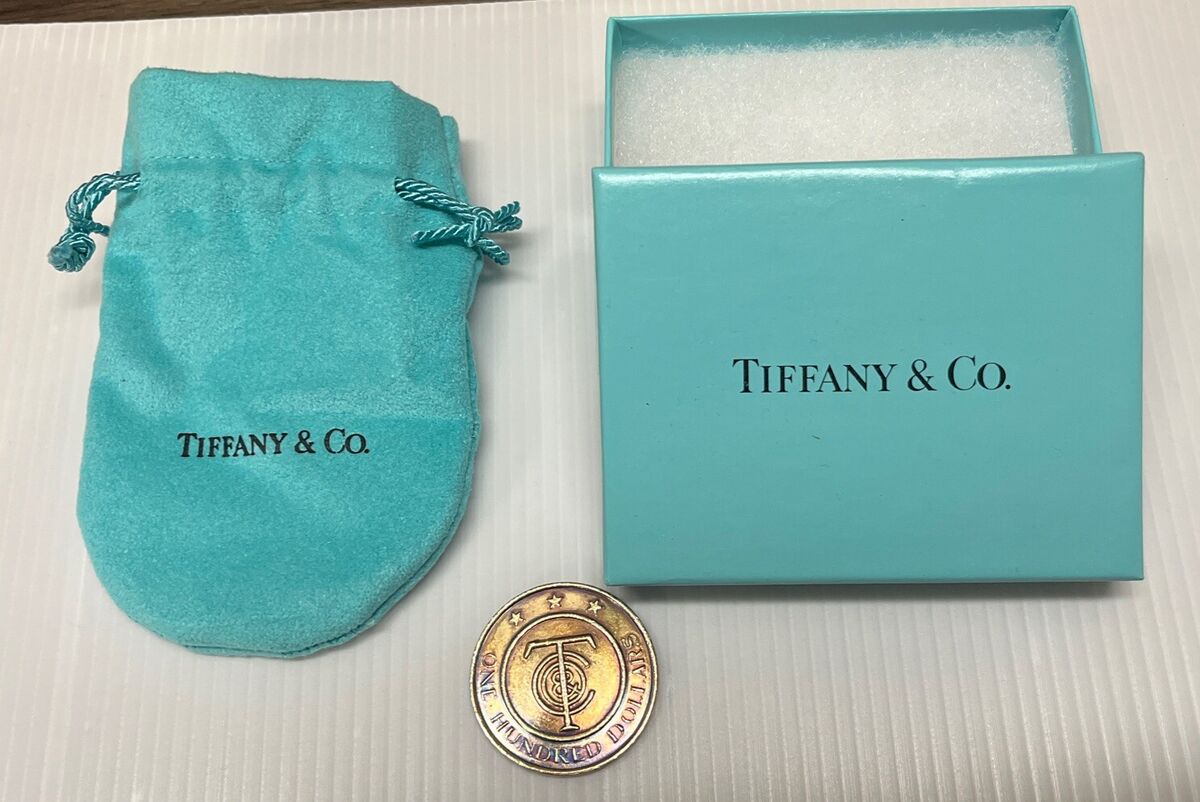 TIFFANY & CO.
TIFFANY & CO.
T&CO
ONE HUNDRED DOLLARS